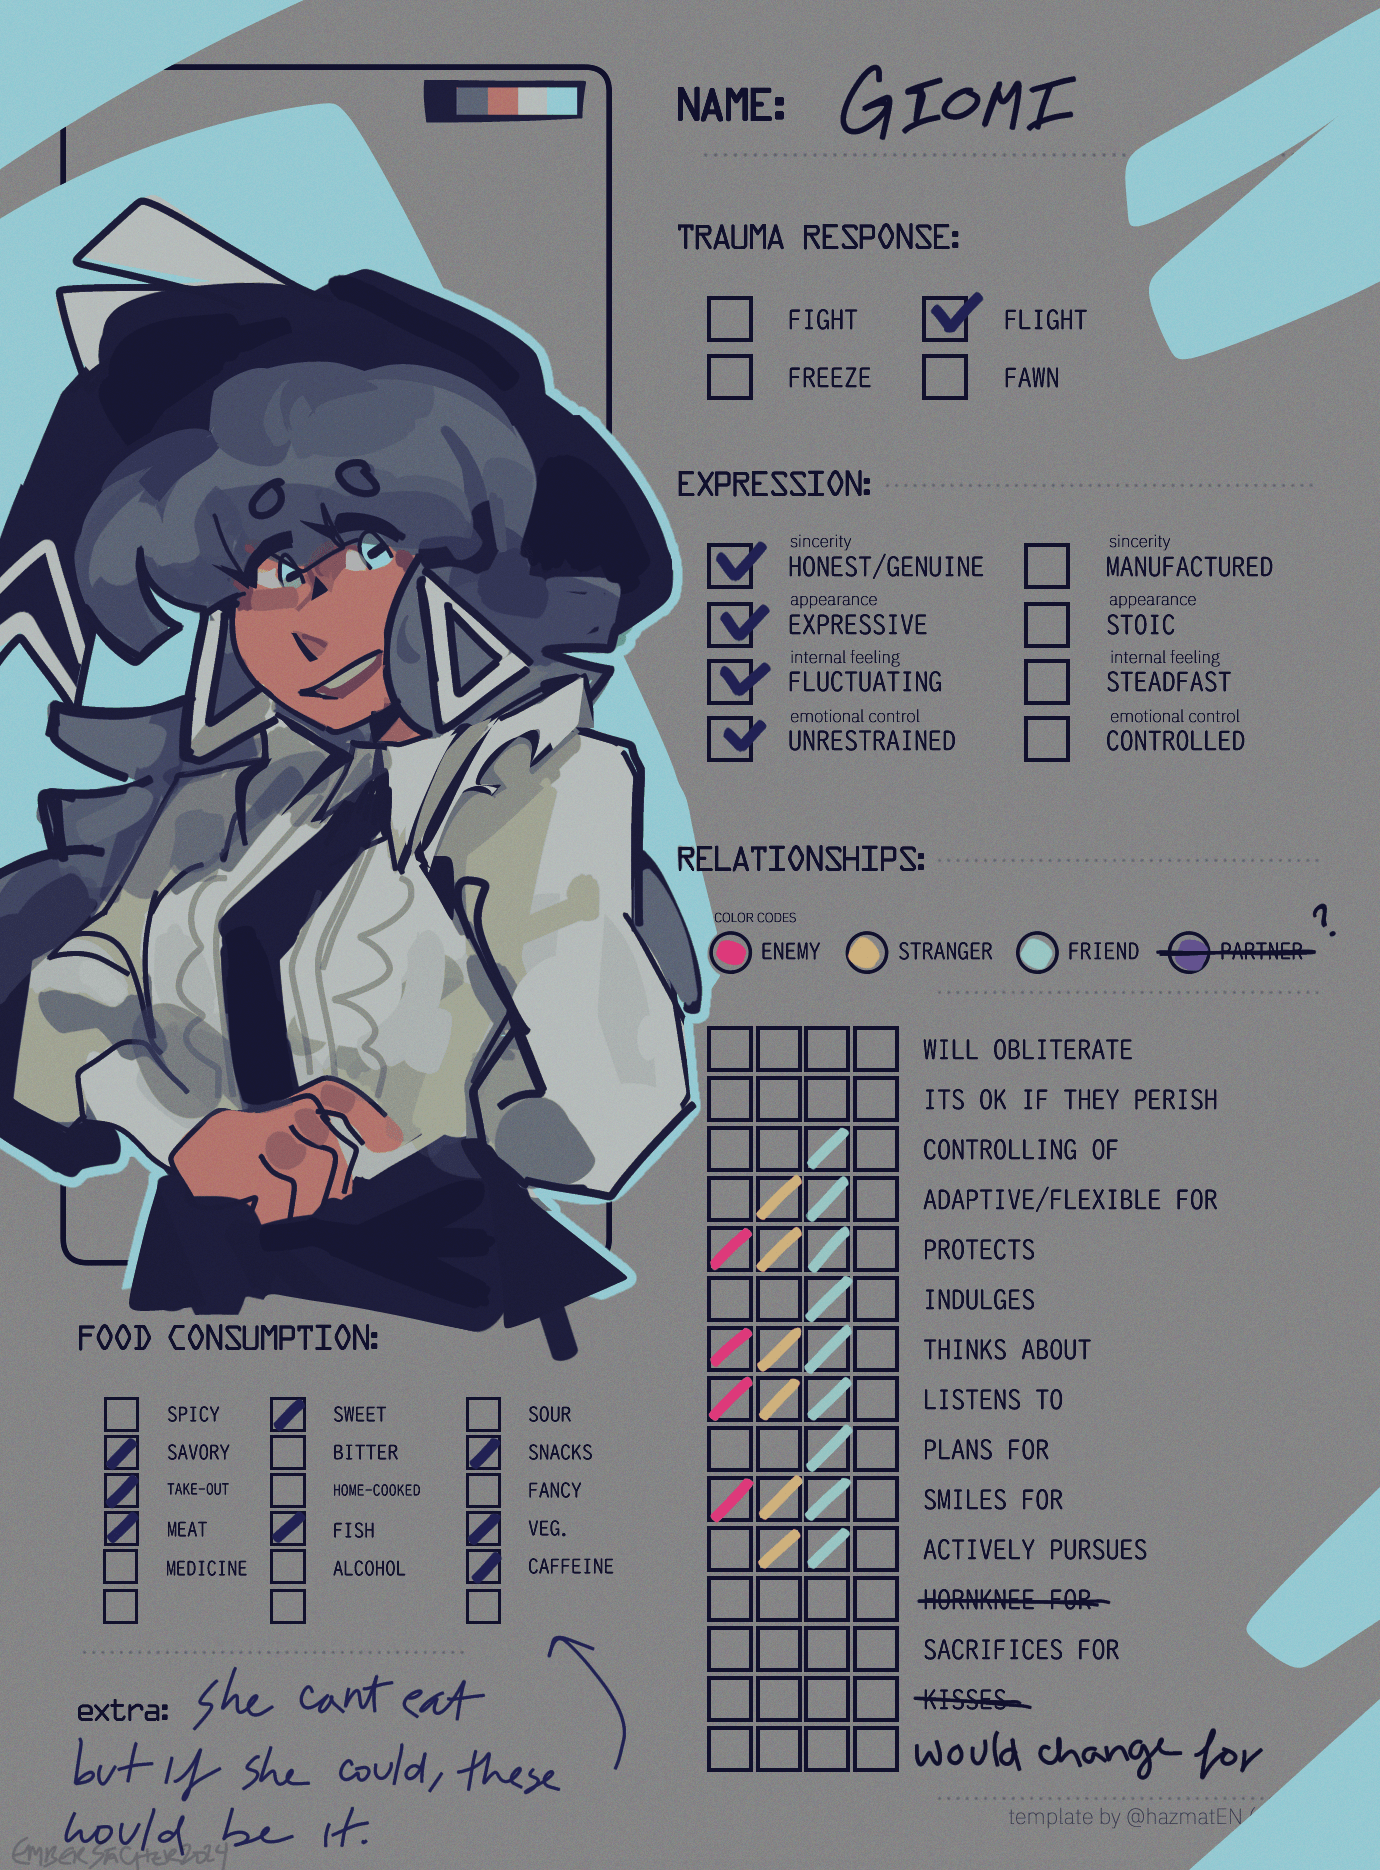 NAME: GIOMI
TRAUMA RESPONSE:
FIGHT
FLIGHT
FREEZE
FAWN
EXPRESSION:
sincerity
HONEST/GENUINE
sincerity
MANUFACTURED
appearance
EXPRESSIVE
appearance
STOIC
internal feeling
FLUCTUATING
internal feeling
STEADFAST
emotional control
UNRESTRAINED
emotional control
CONTROLLED
RELATIONSHIPS:
COLOR CODES
ENEMY
STRANGER
FRIEND
PARTNER ?
WILL OBLITERATE
ITS OK IF THEY PERISH
CONTROLLING OF
ADAPTIVE/FLEXIBLE FOR
PROTECTS
INDULGES
THINKS ABOUT
LISTENS TO
PLANS FOR
SMILES FOR
ACTIVELY PURSUES
HORNKNEE FOR
SACRIFICES FOR
KISSES
would change for
template by @hazmatEN
FOOD CONSUMPTION:
SPICY
SWEET
SOUR
SAVORY
BITTER
SNACKS
TAKE-OUT
HOME-COOKED
FANCY
MEAT
FISH
VEG.
MEDICINE
ALCOHOL
CAFFEINE
extra: she cant eat
but if she could, these
would be it.